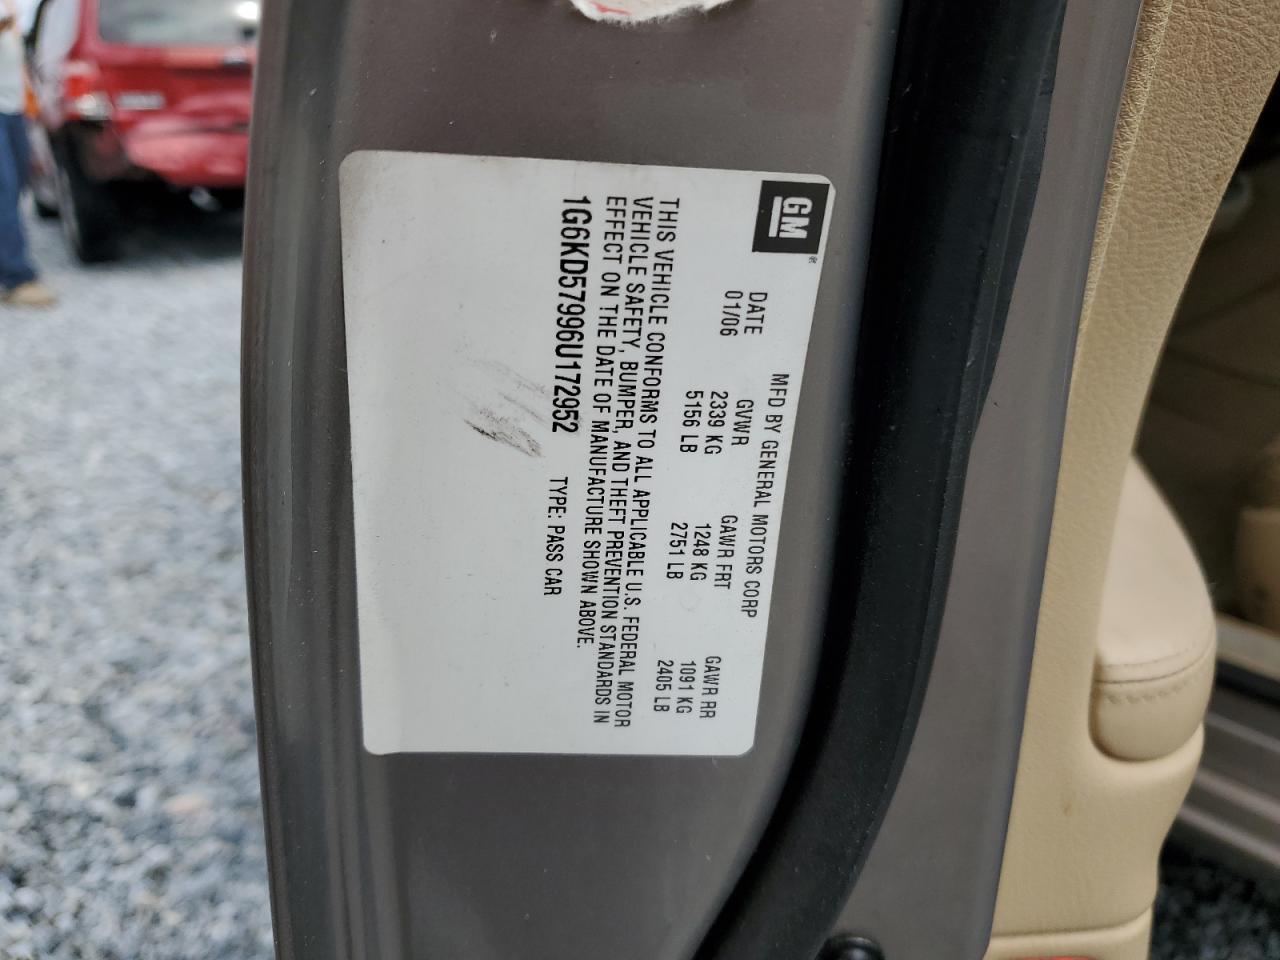 GM®
MFD BY GENERAL MOTORS CORP
DATE GVWR GAWR FRT GAWR RR
01/06 2339 KG 1248 KG 1091 KG
5156 LB 2751 LB 2405 LB
THIS VEHICLE CONFORMS TO ALL APPLICABLE U.S. FEDERAL MOTOR
VEHICLE SAFETY, BUMPER, AND THEFT PREVENTION STANDARDS IN
EFFECT ON THE DATE OF MANUFACTURE SHOWN ABOVE.
1G6KD57996U172952 TYPE: PASS CAR